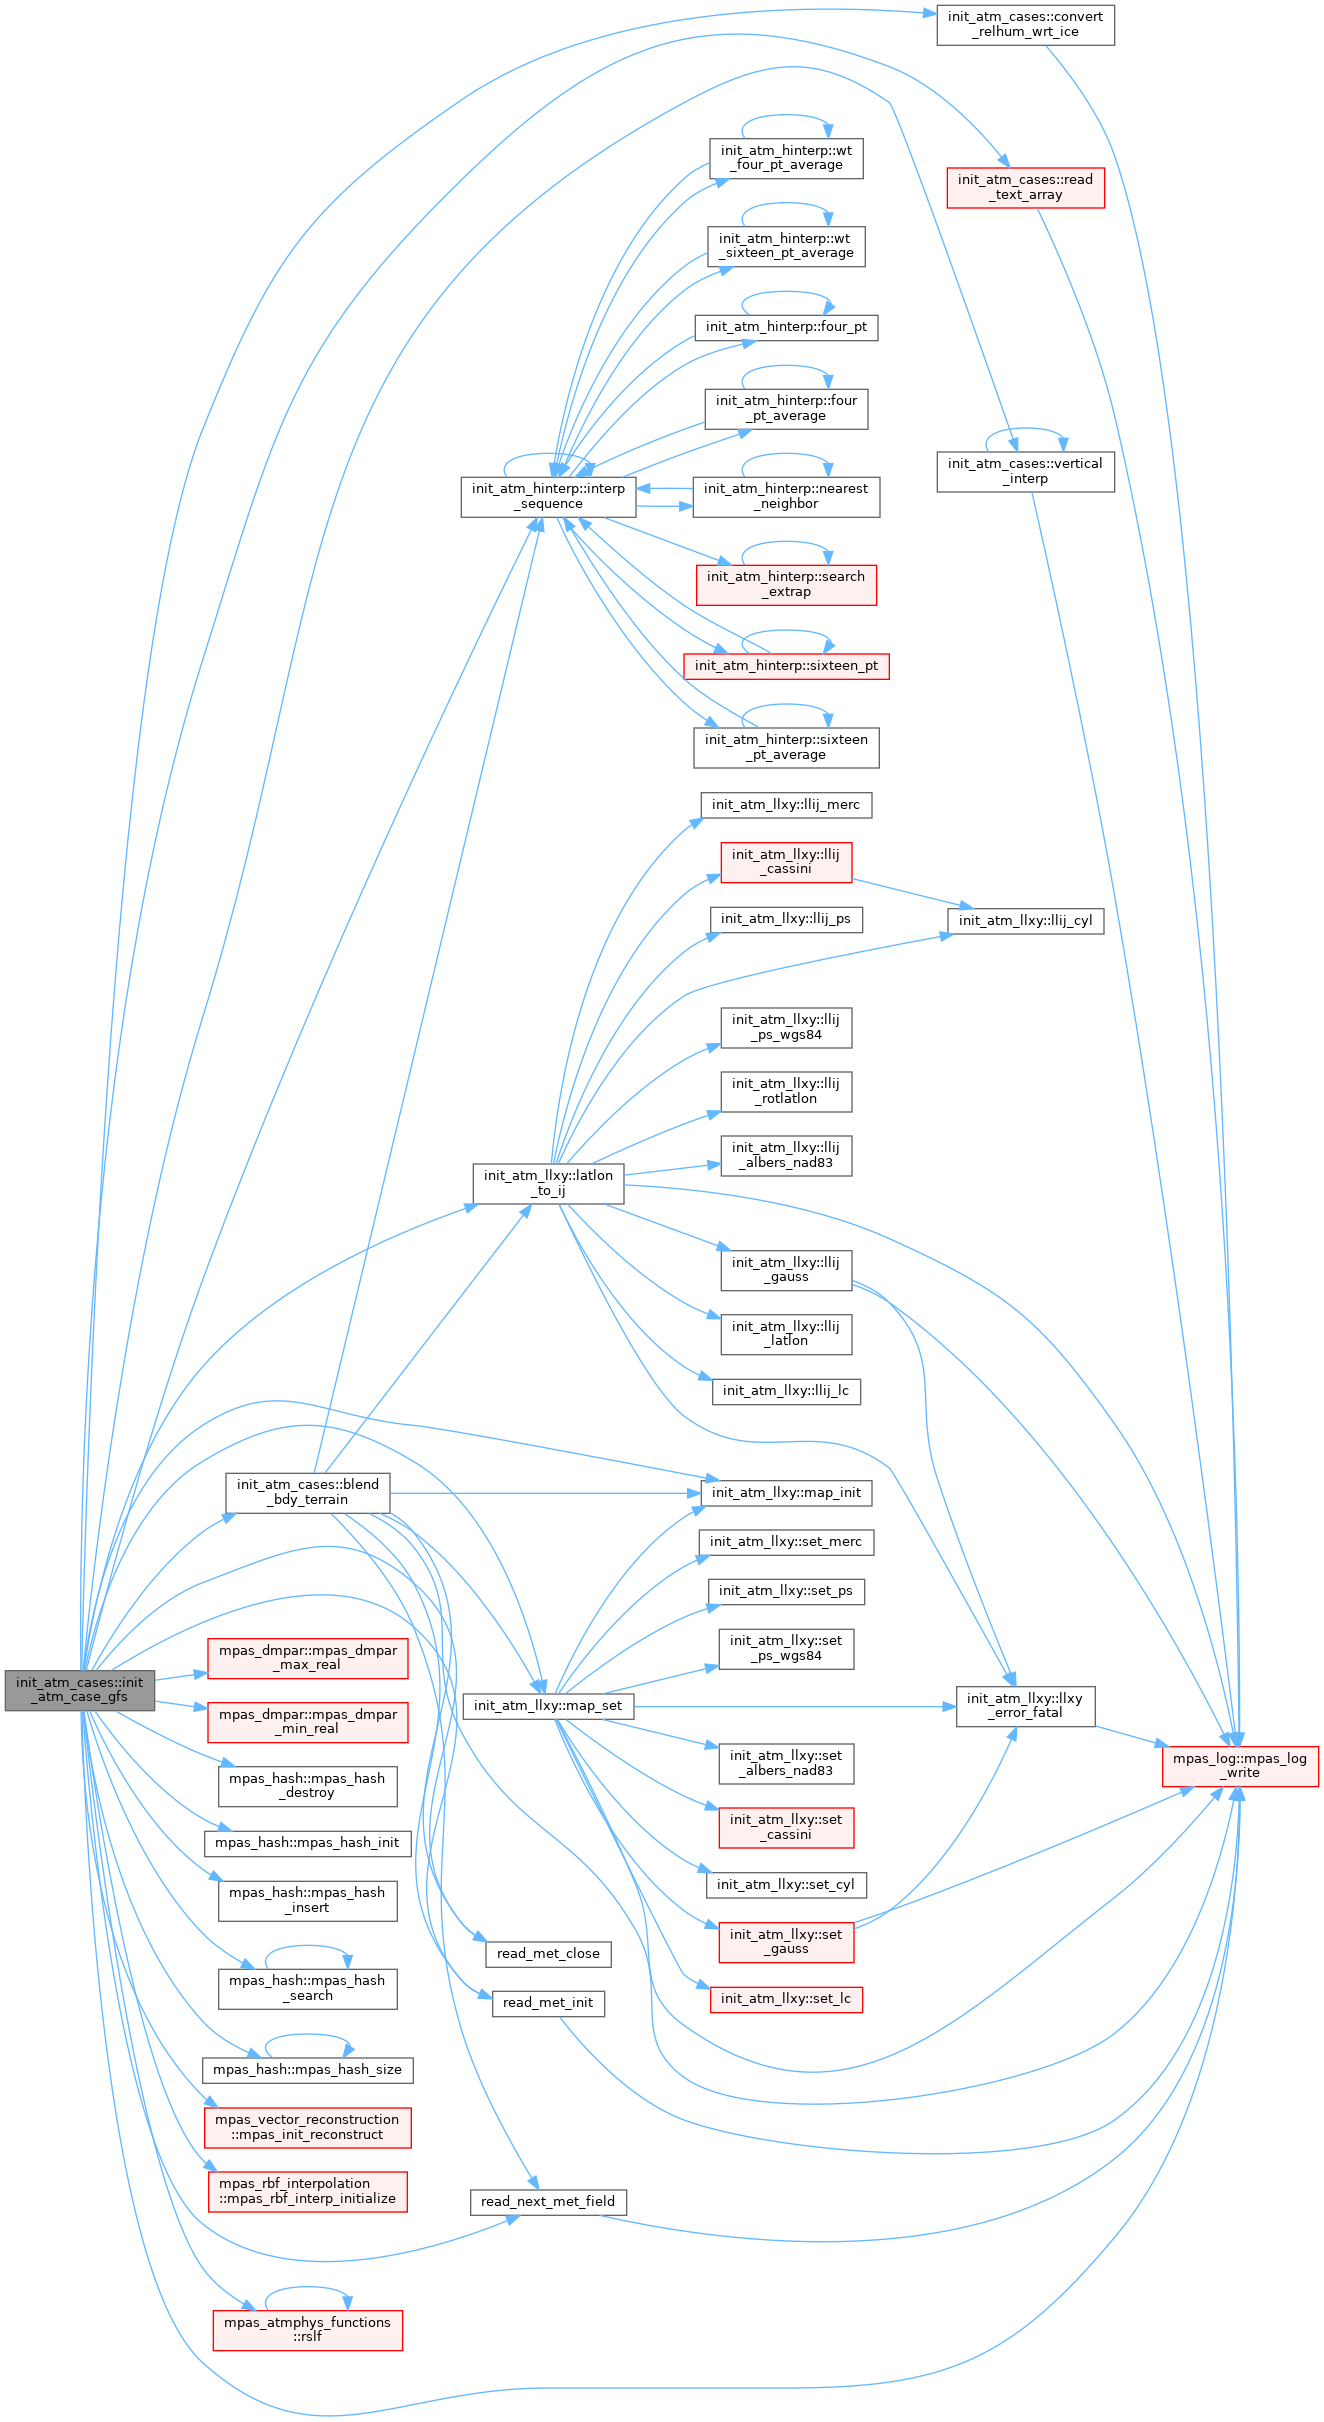 init_atm_cases::convert
_relhum_wrt_ice
init_atm_hinterp::wt
_four_pt_average
init_atm_cases::read
_text_array
init_atm_hinterp::wt
_sixteen_pt_average
init_atm_hinterp::four_pt
init_atm_hinterp::four
_pt_average
init_atm_cases::vertical
_interp
init_atm_hinterp::interp
_sequence
init_atm_hinterp::nearest
_neighbor
init_atm_hinterp::search
_extrap
init_atm_hinterp::sixteen_pt
init_atm_hinterp::sixteen
_pt_average
init_atm_llxy::llij_merc
init_atm_llxy::llij
_cassini
init_atm_llxy::llij_ps
init_atm_llxy::llij_cyl
init_atm_llxy::llij
_ps_wgs84
init_atm_llxy::llij
_rotlatlon
init_atm_llxy::llij
_albers_nad83
init_atm_llxy::latlon
_to_ij
init_atm_llxy::llij
_gauss
init_atm_llxy::llij
_latlon
init_atm_llxy::llij_lc
init_atm_cases::blend
_bdy_terrain
init_atm_llxy::map_init
init_atm_llxy::set_merc
init_atm_llxy::set_ps
init_atm_llxy::set
_ps_wgs84
mpas_dmpar::mpas_dmpar
_max_real
init_atm_cases::init
_atm_case_gfs
init_atm_llxy::map_set
init_atm_llxy::llxy
_error_fatal
mpas_dmpar::mpas_dmpar
_min_real
init_atm_llxy::set
_albers_nad83
mpas_log::mpas_log
_write
mpas_hash::mpas_hash
_destroy
init_atm_llxy::set
_cassini
mpas_hash::mpas_hash_init
init_atm_llxy::set_cyl
mpas_hash::mpas_hash
_insert
init_atm_llxy::set
_gauss
read_met_close
mpas_hash::mpas_hash
_search
read_met_init
init_atm_llxy::set_lc
mpas_hash::mpas_hash_size
mpas_vector_reconstruction
::mpas_init_reconstruct
mpas_rbf_interpolation
::mpas_rbf_interp_initialize
read_next_met_field
mpas_atmphys_functions
::rslf